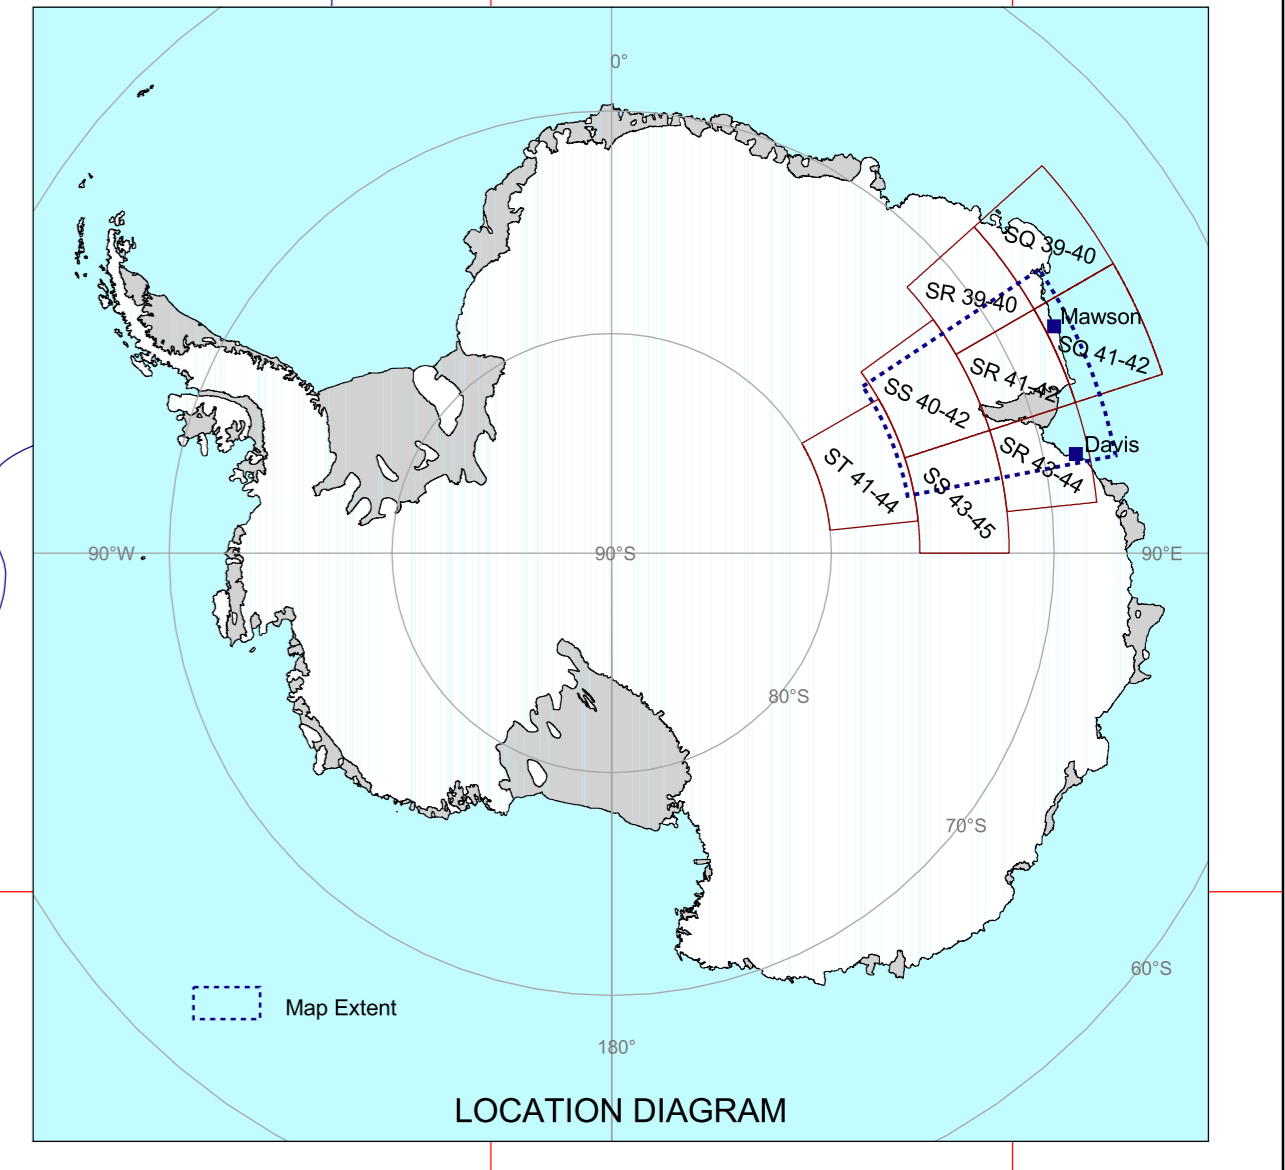 0°
SQ 39-40
SR 39-40
Mawson
SQ 41-42
SR 41-42
SS 40-42
Davis
SR 43-44
ST 41-44
SS 43-45
90°W
90°S
90°E
80°S
70°S
60°S
Map Extent
180°
LOCATION DIAGRAM